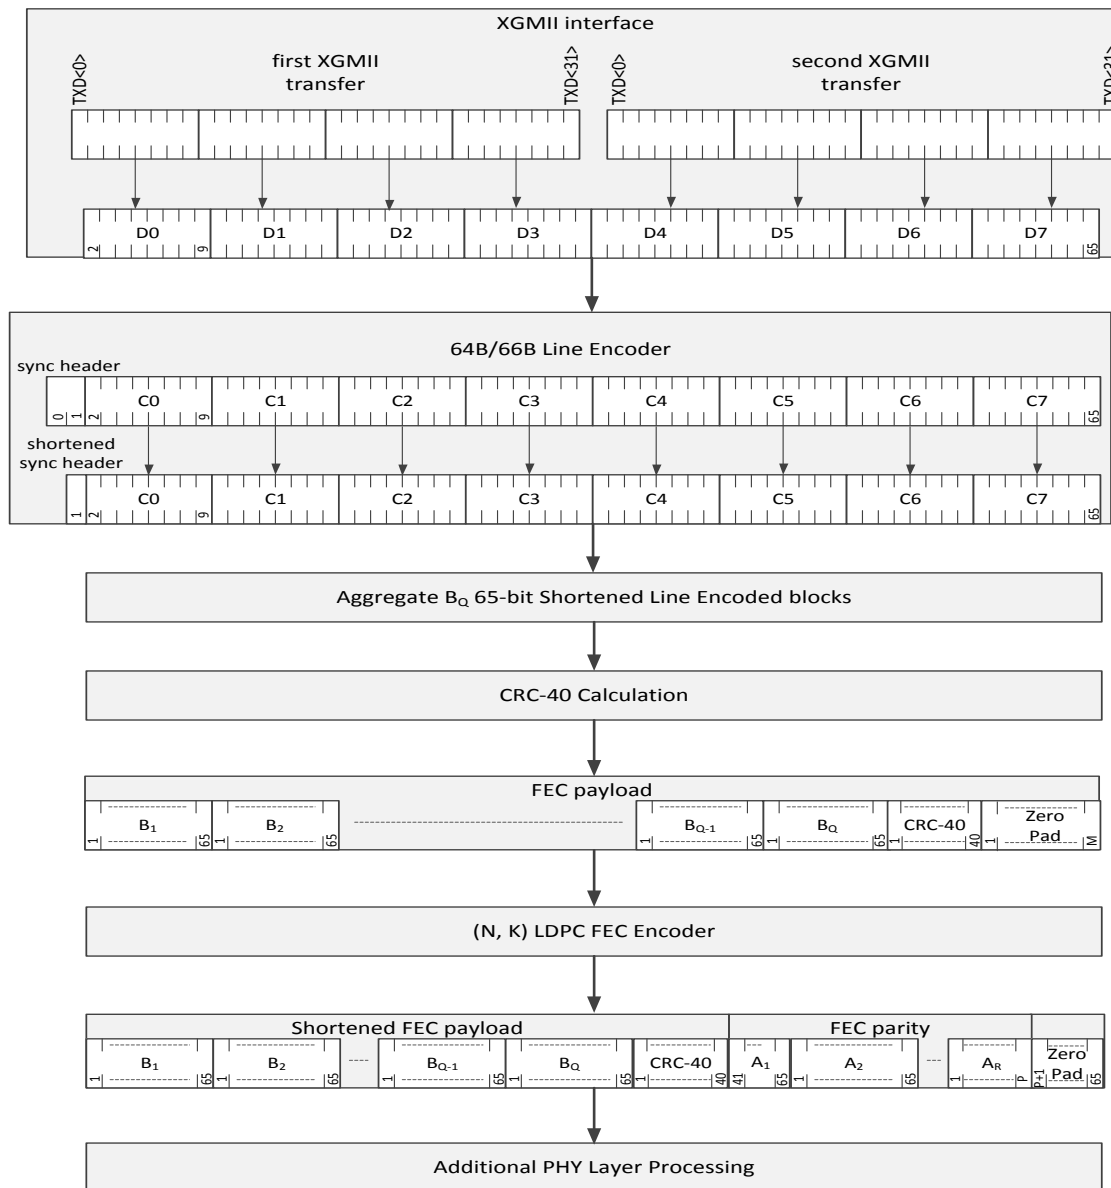 XGMII interface
TXD<0>
first XGMII transfer
TXD<31>
TXD<0>
second XGMII transfer
TXD<31>
D0 D1 D2 D3 D4 D5 D6 D7
2 9 65
64B/66B Line Encoder
sync header
C0 C1 C2 C3 C4 C5 C6 C7
0 1 2 9 65
shortened sync header
C0 C1 C2 C3 C4 C5 C6 C7
1 2 9 65
Aggregate BQ 65-bit Shortened Line Encoded blocks
CRC-40 Calculation
FEC payload
B1 B2 BQ-1 BQ CRC-40 Zero Pad
1 65 1 65 1 65 1 65 1 40 1 M
(N, K) LDPC FEC Encoder
Shortened FEC payload FEC parity
B1 B2 BQ-1 BQ CRC-40 A1 A2 AR Zero Pad
1 65 1 65 1 65 1 65 1 40 41 65 1 65 1 P P+1 65
Additional PHY Layer Processing